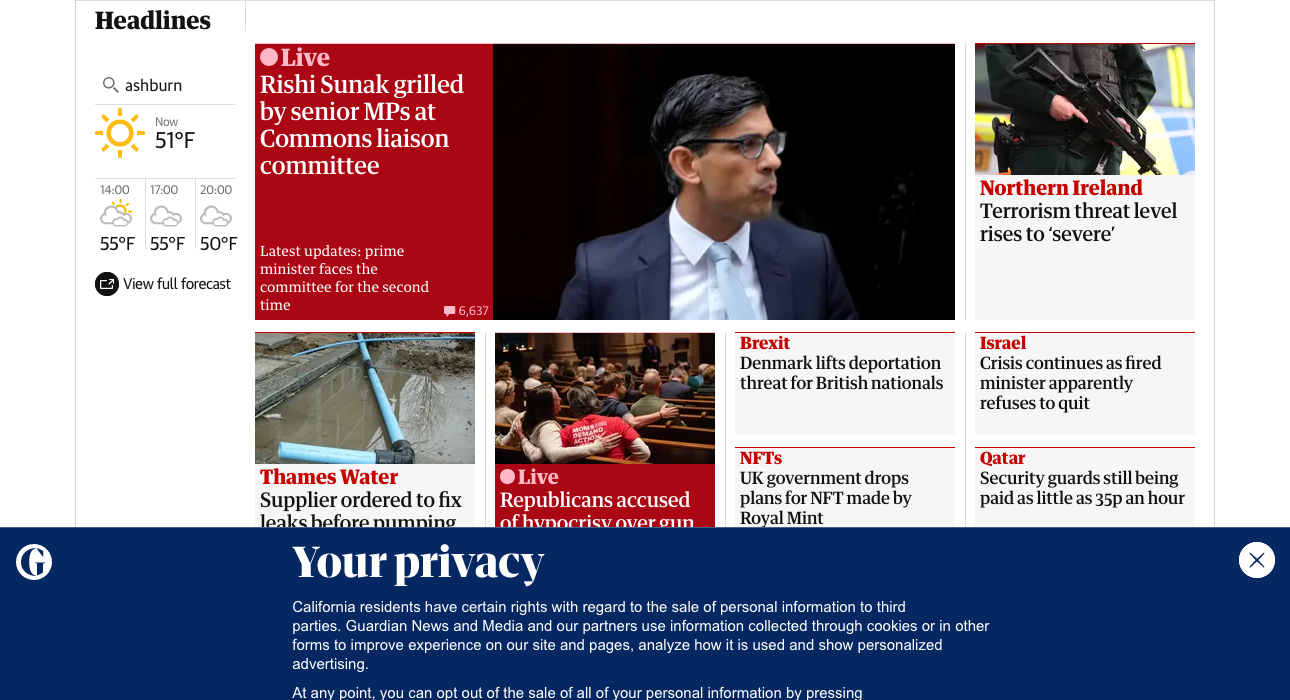 Headlines
ashburn
Now
51°F
14:00
17:00
20:00
55°F
55°F
50°F
View full forecast
Live
Rishi Sunak grilled
by senior MPs at
Commons liaison
committee
Latest updates: prime
minister faces the
committee for the second
time
6,637
Northern Ireland
Terrorism threat level
rises to ‘severe’
Thames Water
Supplier ordered to fix
leaks before pumping
MOMS
DEMAND
ACTION
Live
Republicans accused
of hypocrisy over gun
Brexit
Denmark lifts deportation
threat for British nationals
NFTs
UK government drops
plans for NFT made by
Royal Mint
Israel
Crisis continues as fired
minister apparently
refuses to quit
Qatar
Security guards still being
paid as little as 35p an hour
G
Your privacy
California residents have certain rights with regard to the sale of personal information to third
parties. Guardian News and Media and our partners use information collected through cookies or in other
forms to improve experience on our site and pages, analyze how it is used and show personalized
advertising.
At any point, you can opt out of the sale of all of your personal information by pressing